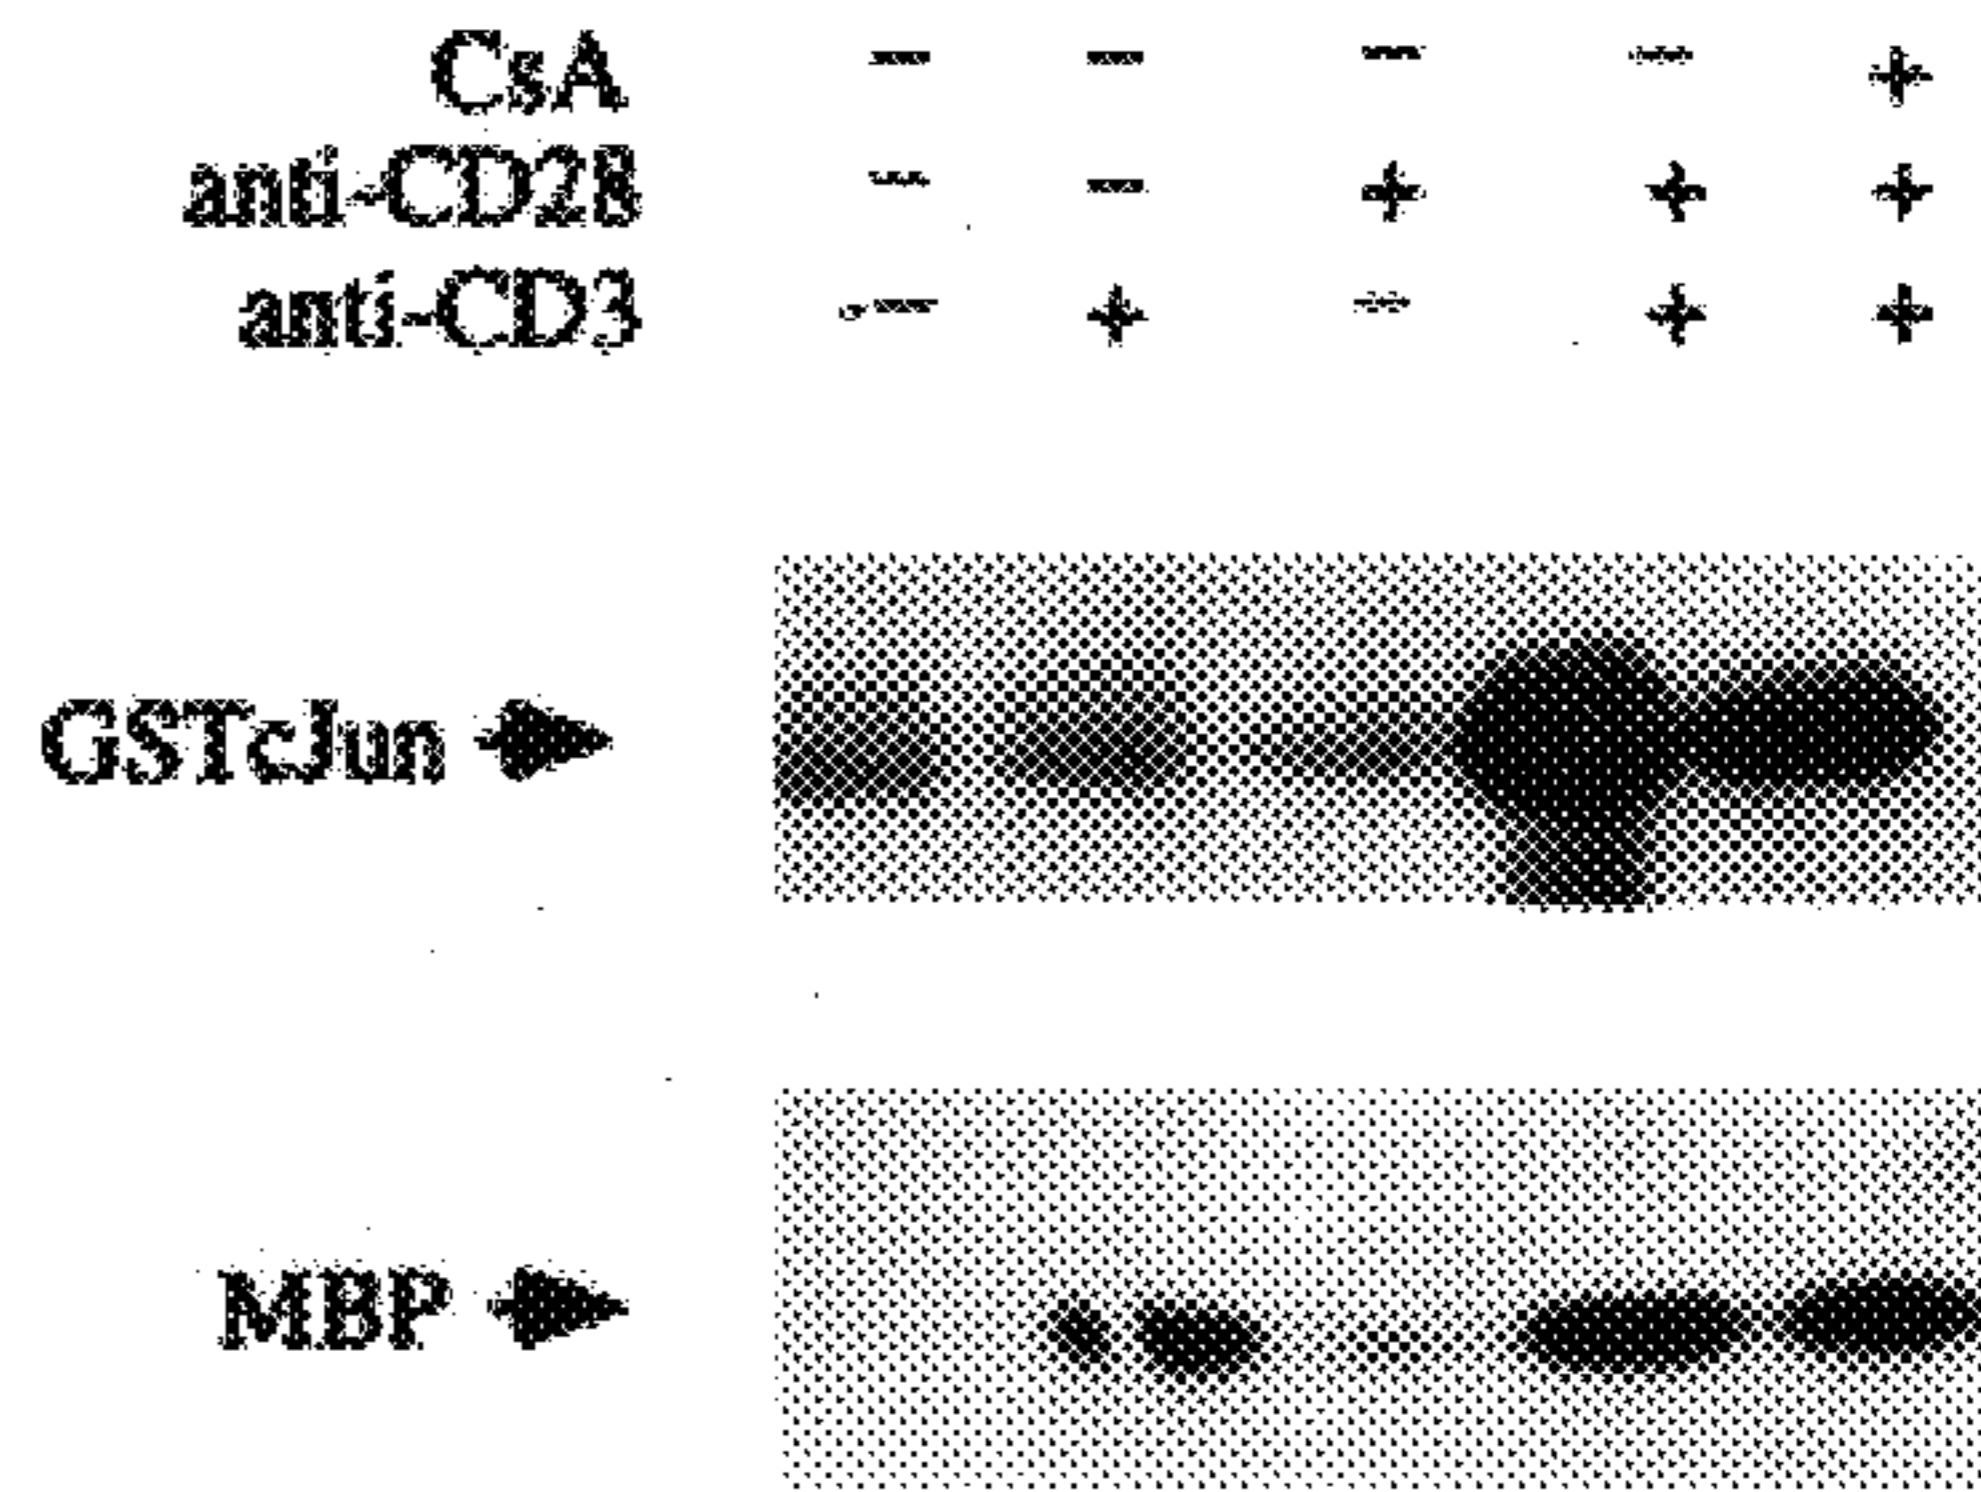 CsA - - - - +
anti-CD28 - - + + +
anti-CD3 - + - + +
GSTcJun
MBP